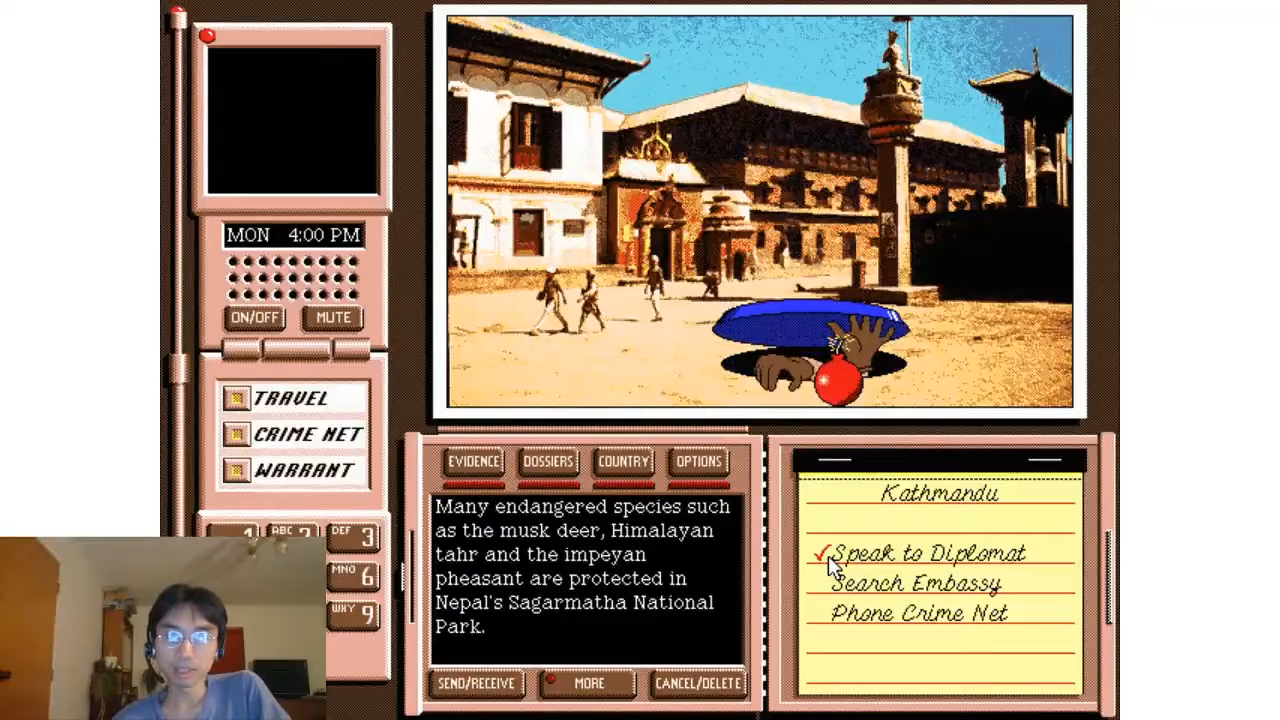 MON 4:00 PM
ON/OFF MUTE
TRAVEL
CRIME NET
WARRANT
ABC DEF 3
MNO 6
WXY 9
EVIDENCE DOSSIERS COUNTRY OPTIONS
Many endangered species such
as the musk deer, Himalayan
tahr and the impeyan
pheasant are protected in
Nepal's Sagarmatha National
Park.
SEND/RECEIVE MORE CANCEL/DELETE
Kathmandu
Speak to Diplomat
Search Embassy
Phone Crime Net